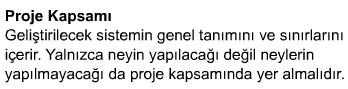 Proje Kapsamı
Geliştirilecek sistemin genel tanımını ve sınırlarını
içerir. Yalnızca neyin yapılacağı değil neylerin
yapılmayacağı da proje kapsamında yer almalıdır.